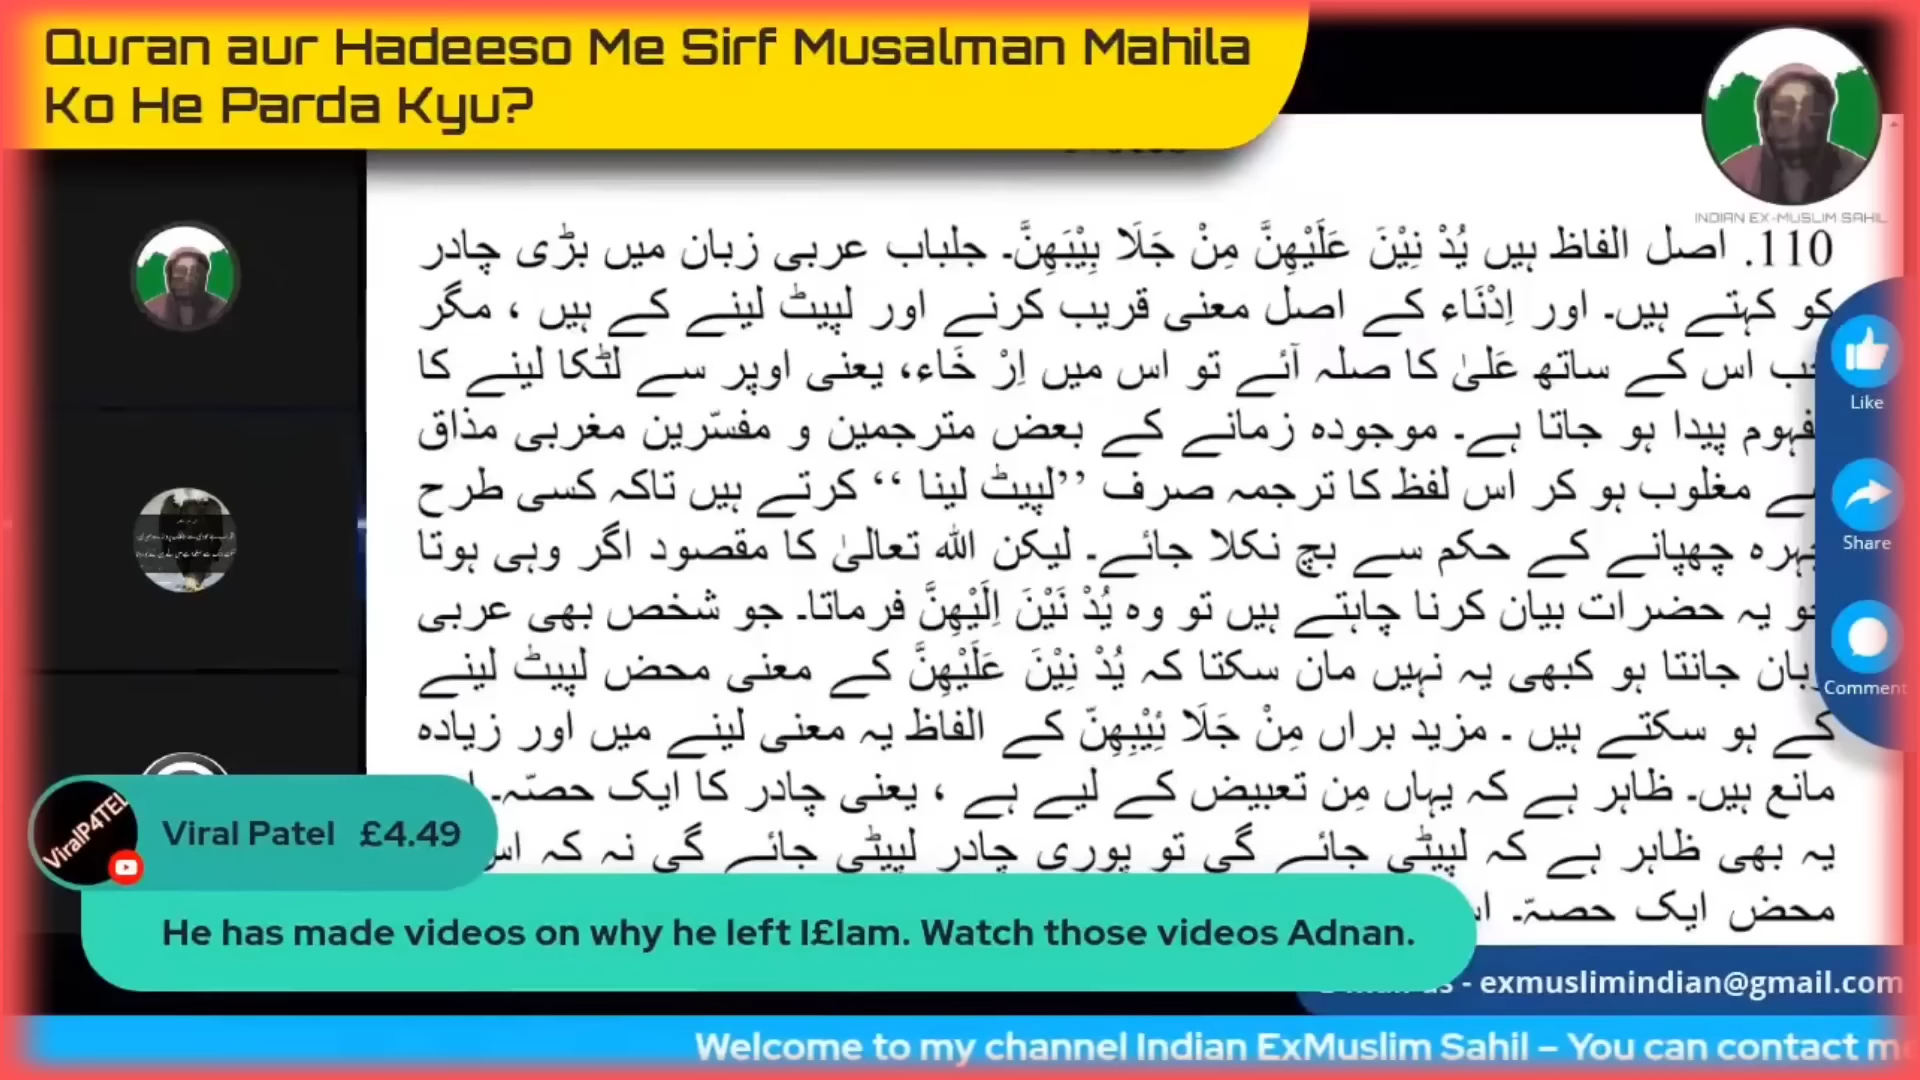 Quran aur Hadeeso Me Sirf Musalman Mahila
Ko He Parda Kyu?
INDIAN EX-MUSLIM SAHIL
110. اصل الفاظ ہیں یُدْ نِیْنَ عَلَیْھِنَّ مِنْ جَلَا بِیْبَھِنَّ۔ جلباب عربی زبان میں بڑی چادر
کو کہتے ہیں۔ اور اِدْنَاء کے اصل معنی قریب کرنے اور لپیٹ لینے کے ہیں ، مگر
اس کے ساتھ عَلیٰ کا صلہ آئے تو اس میں اِرْ خَاء، یعنی اوپر سے لٹکا لینے کا
پیدا ہو جاتا ہے۔ موجودہ زمانے کے بعض مترجمین و مفسّرین مغربی مذاق
مغلوب ہو کر اس لفظ کا ترجمہ صرف ’’لپیٹ لینا ‘‘ کرتے ہیں تاکہ کسی طرح
چھپانے کے حکم سے بچ نکلا جائے۔ لیکن اللہ تعالیٰ کا مقصود اگر وہی ہوتا
یہ حضرات بیان کرنا چاہتے ہیں تو وہ یُدْ نَیْنَ اِلَیْھِنَّ فرماتا۔ جو شخص بھی عربی
جانتا ہو کبھی یہ نہیں مان سکتا کہ یُدْ نِیْنَ عَلَیْھِنَّ کے معنی محض لپیٹ لینے
کے ہو سکتے ہیں ۔ مزید براں مِنْ جَلَا بَیْبِھِنّ کے الفاظ یہ معنی لینے میں اور زیادہ
مانع ہیں۔ ظاہر ہے کہ یہاں مِن تعبیض کے لیے ہے ، یعنی چادر کا ایک حصّہ۔
یہ بھی ظاہر ہے کہ لپیٹی جائے گی تو پوری چادر لپیٹی جائے گی نہ کہ اس
محض ایک حصہّ۔
Like
Share
Comment
ViralP4TEL
Viral Patel £4.49
He has made videos on why he left I£lam. Watch those videos Adnan.
- exmuslimindian@gmail.com
Welcome to my channel Indian ExMuslim Sahil – You can contact